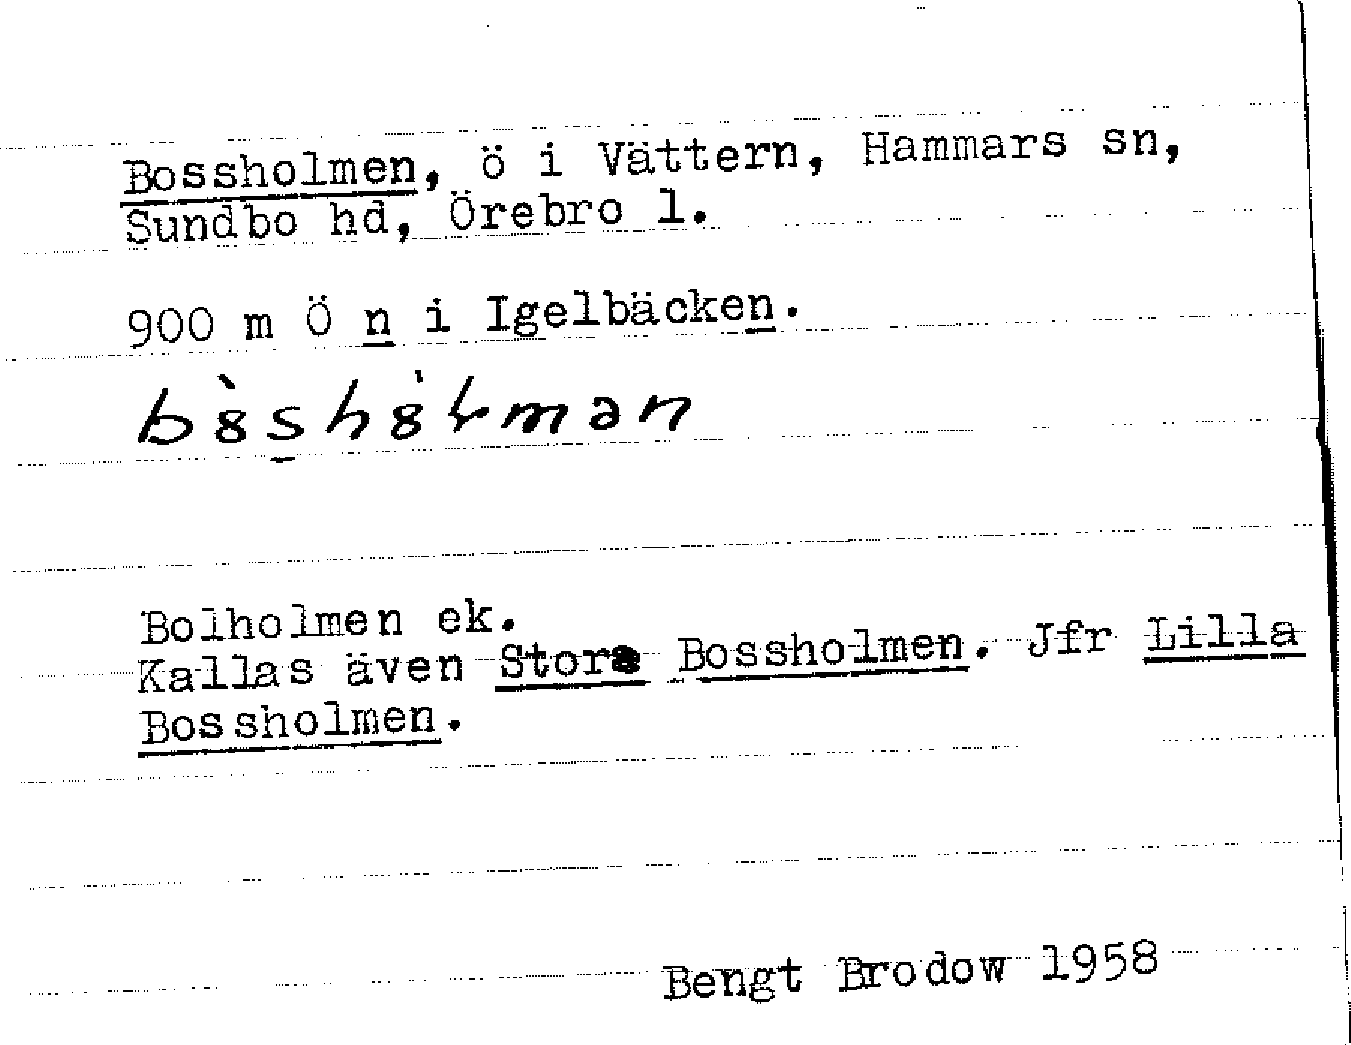 Bossholmen, ö i Vättern, Hammars sn,
Sundbo hd, Örebro l.
900 m Ö n i Igelbäcken.
Bolholmen ek.
Kallas även Stora Bossholmen. Jfr Lilla
Bossholmen.
Bengt Brodow 1958